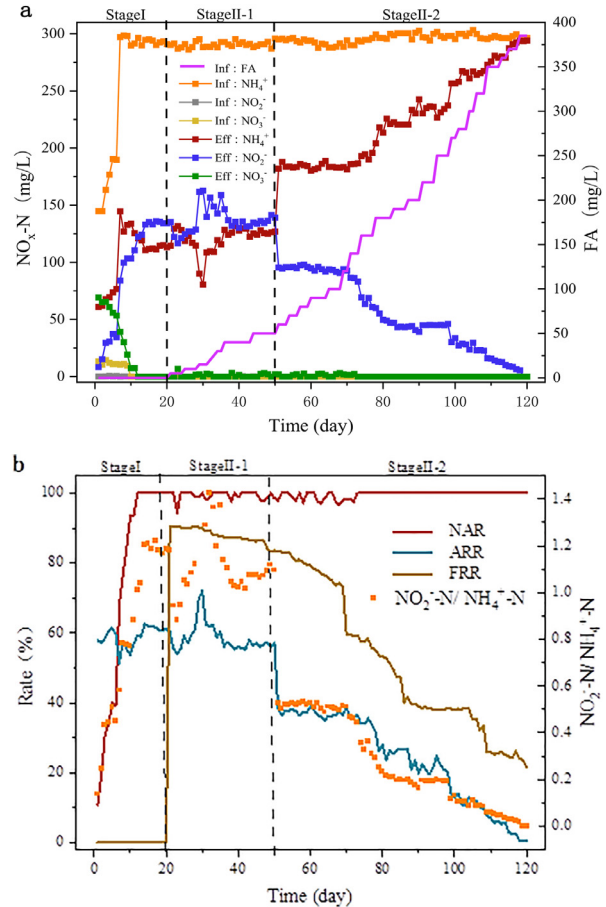 a
StageI StageII-1 StageII-2
NOx-N (mg/L)
300
250
200
150
100
50
0
Inf : FA
Inf : NH₄⁺
Inf : NO₂⁻
Inf : NO₃⁻
Eff : NH₄⁺
Eff : NO₂⁻
Eff : NO₃⁻
400
350
300
250
200
150
100
50
0
FA (mg/L)
0 20 40 60 80 100 120
Time (day)
b
StageI StageII-1 StageII-2
Rate (%)
100
80
60
40
20
0
NAR
ARR
FRR
NO₂⁻-N/ NH₄⁺-N
1.4
1.2
1.0
0.8
0.6
0.4
0.2
0.0
NO₂⁻-N/ NH₄⁺-N
0 20 40 60 80 100 120
Time (day)